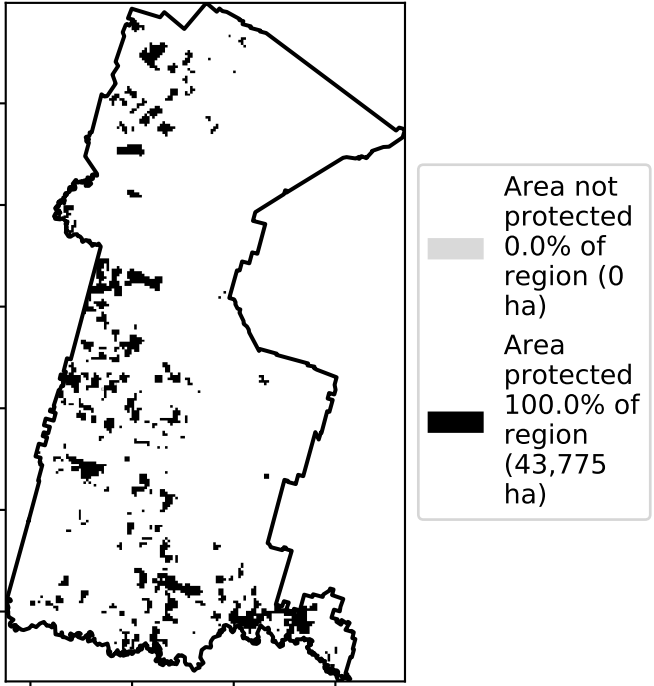 Area not
protected
0.0% of
region (0
ha)
Area
protected
100.0% of
region
(43,775
ha)